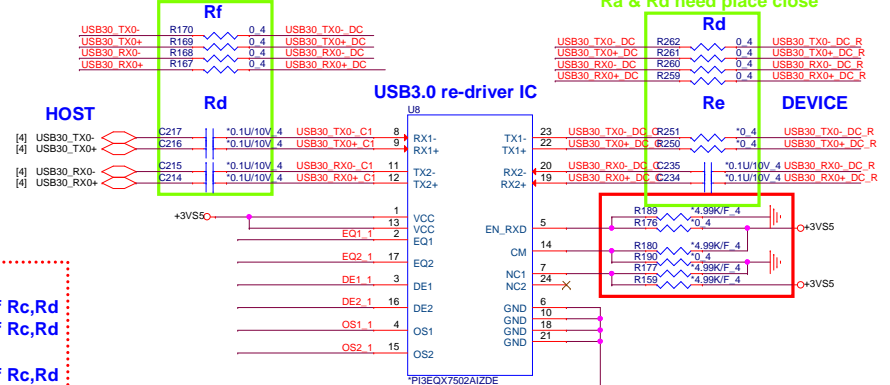 Ra & Rd need place close
Rf
Rd
USB30_TX0- R170 0_4 USB30_TX0-_DC
USB30_TX0+ R169 0_4 USB30_TX0+_DC
USB30_RX0- R168 0_4 USB30_RX0-_DC
USB30_RX0+ R167 0_4 USB30_RX0+_DC
USB30_TX0-_DC R262 0_4 USB30_TX0-_DC_R
USB30_TX0+_DC R261 0_4 USB30_TX0+_DC_R
USB30_RX0-_DC R260 0_4 USB30_RX0-_DC_R
USB30_RX0+_DC R259 0_4 USB30_RX0+_DC_R
USB3.0 re-driver IC
HOST
Rd
U8
Re
DEVICE
[4] USB30_TX0- C217 *0.1U/10V_4 USB30_TX0-_C1 8 RX1- TX1- 23 USB30_TX0-_DC R251 *0_4 USB30_TX0-_DC_R
[4] USB30_TX0+ C216 *0.1U/10V_4 USB30_TX0+_C1 9 RX1+ TX1+ 22 USB30_TX0+_DC R250 *0_4 USB30_TX0+_DC_R
[4] USB30_RX0- C215 *0.1U/10V_4 USB30_RX0-_C1 11 TX2- RX2- 20 USB30_RX0-_DC C235 *0.1U/10V_4 USB30_RX0-_DC_R
[4] USB30_RX0+ C214 *0.1U/10V_4 USB30_RX0+_C1 12 TX2+ RX2+ 19 USB30_RX0+_DC C234 *0.1U/10V_4 USB30_RX0+_DC_R
+3VS5 1 VCC
13 VCC
EQ1_1 2 EQ1
EQ2_1 17 EQ2
DE1_1 3 DE1
DE2_1 16 DE2
OS1_1 4 OS1
OS2_1 15 OS2
EN_RXD 5
CM 14
NC1 7
NC2 24
GND 6
GND 10
GND 18
GND 21
R189 *4.99K/F_4
R176 *0_4 +3VS5
R180 *4.99K/F_4
R190 *0_4
R177 *4.99K/F_4
R159 *4.99K/F_4 +3VS5
f Rc,Rd
f Rc,Rd
f Rc,Rd
*PI3EQX7502AIZDE